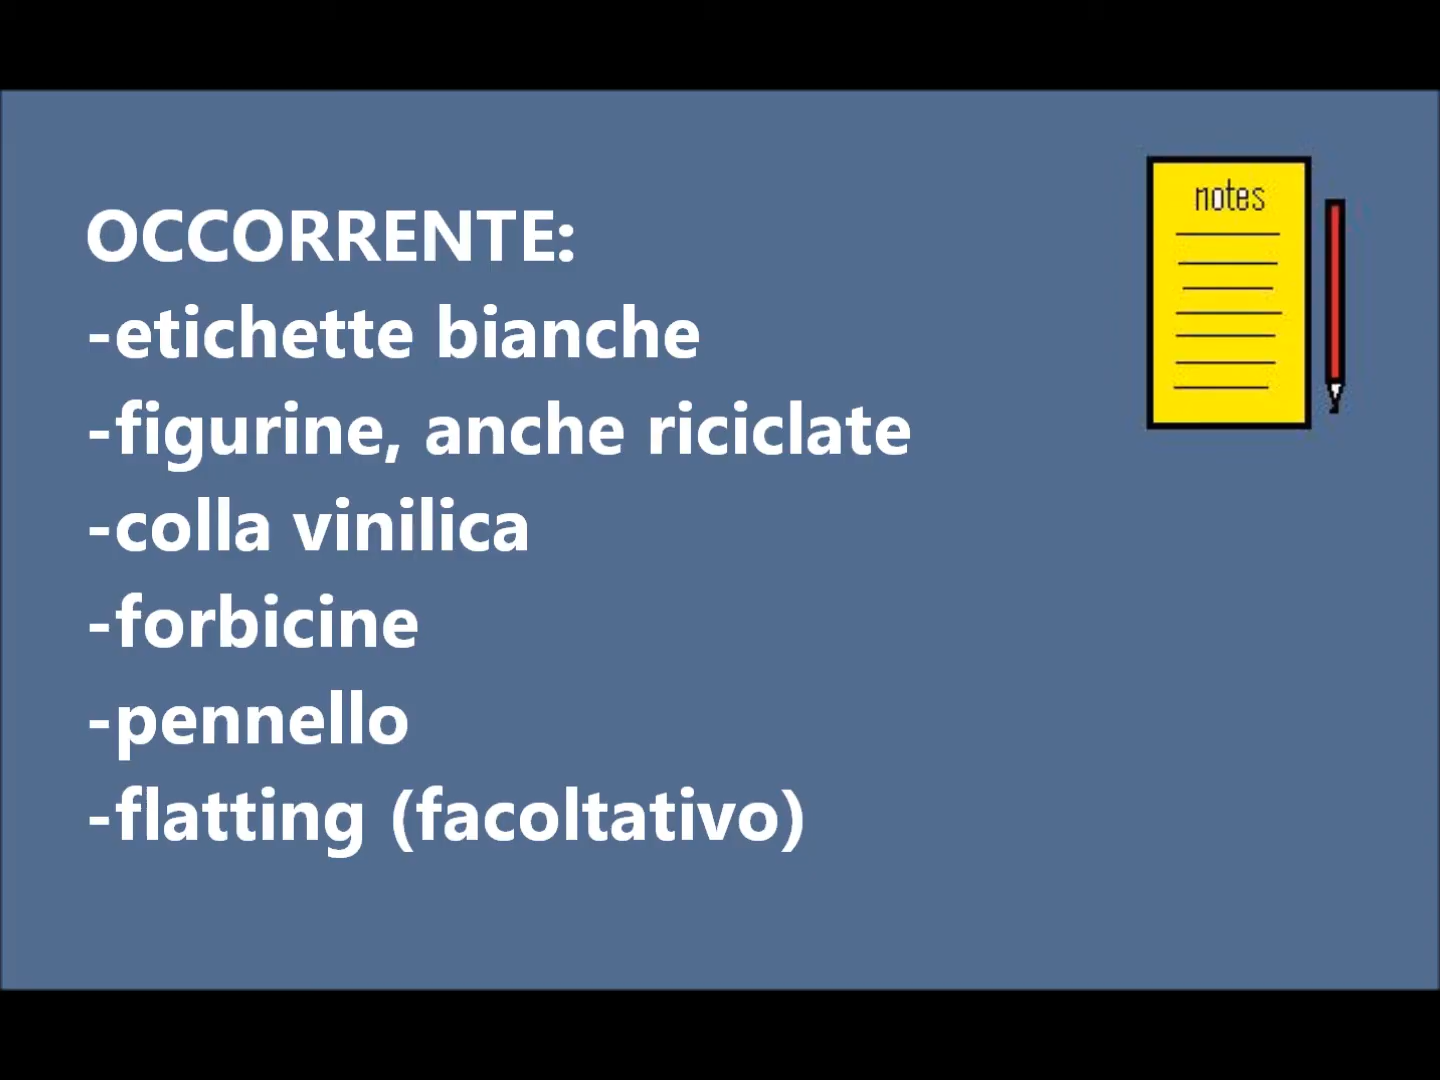 OCCORRENTE:
-etichette bianche
-figurine, anche riciclate
-colla vinilica
-forbicine
-pennello
-flatting (facoltativo)
notes